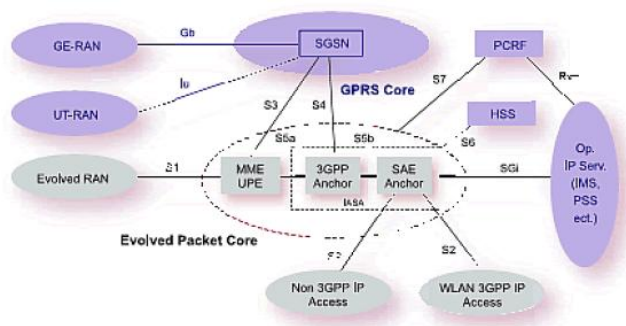 GE-RAN
Gb
SGSN
PCRF
Iu
GPRS Core
S7
Rx+
UT-RAN
S3
S4
HSS
S5a
S5b
S6
Op.
IP Serv.
(IMS,
PSS
ect.)
Evolved RAN
S1
MME
UPE
3GPP
Anchor
SAE
Anchor
SGi
IASA
Evolved Packet Core
S2
S2
Non 3GPP IP
Access
WLAN 3GPP IP
Access